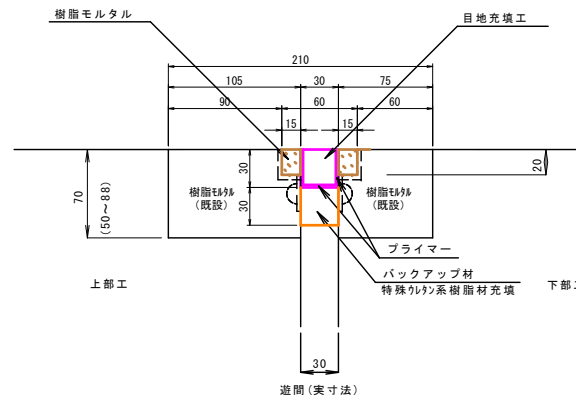 樹脂モルタル
目地充填工
210
105
30
75
90
60
60
15
15
30
30
20
70
(50~88)
樹脂ﾓﾙﾀﾙ
(既設)
樹脂ﾓﾙﾀﾙ
(既設)
プライマー
バックアップ材
特殊ｳﾚﾀﾝ系樹脂材充填
上部工
下部工
30
遊間(実寸法)